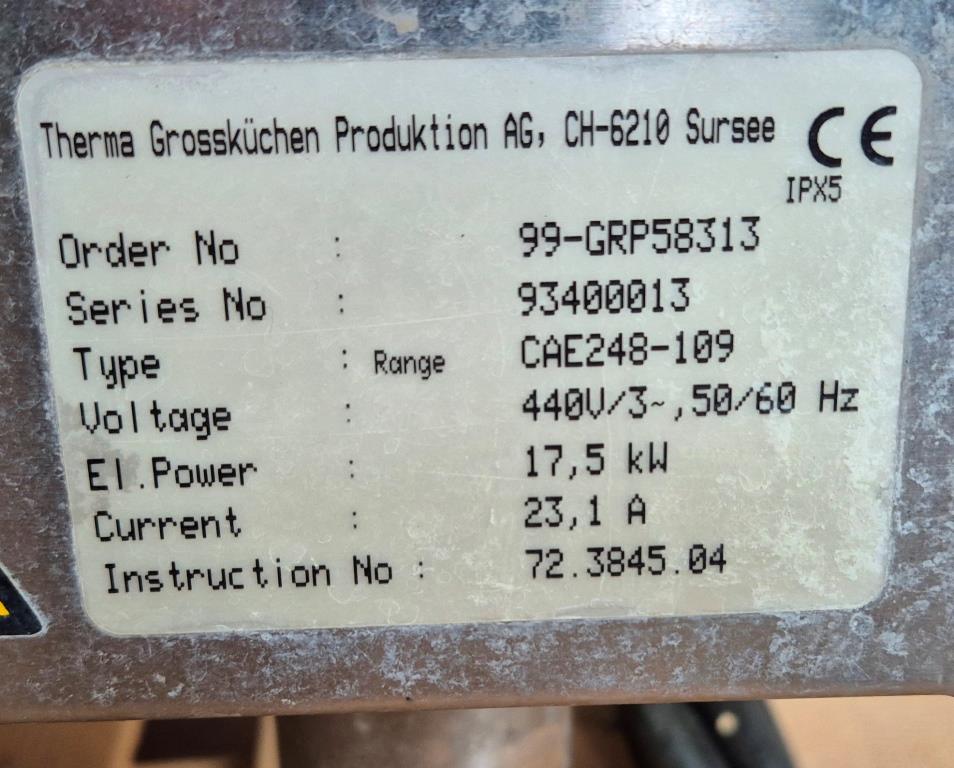 Therma Grossküchen Produktion AG, CH-6210 Sursee CE
IPX5
Order No : 99-GRP58313
Series No : 93400013
Type : Range CAE248-109
Voltage : 440V/3~,50/60 Hz
El.Power : 17,5 kW
Current : 23,1 A
Instruction No : 72.3845.04